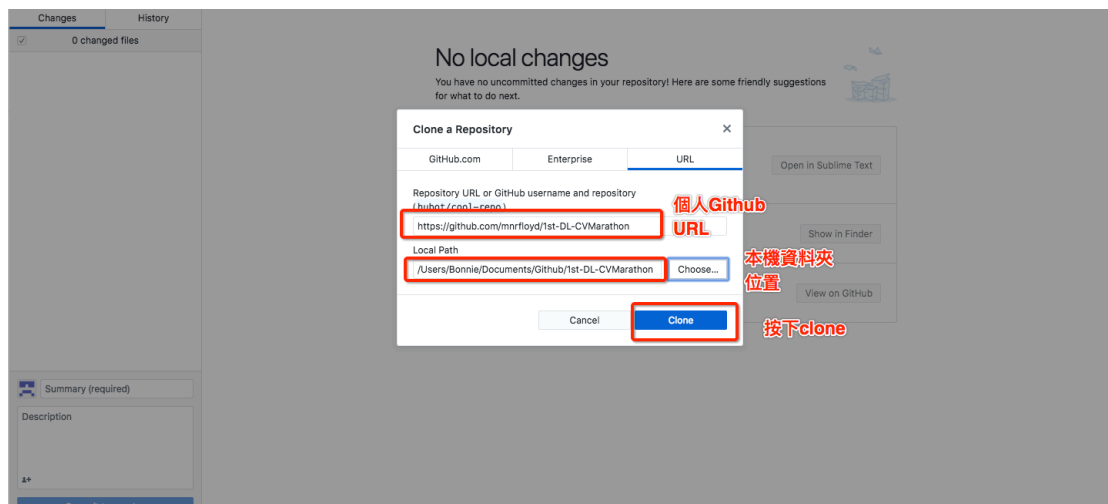 Changes
History
0 changed files
No local changes
You have no uncommitted changes in your repository! Here are some friendly suggestions
for what to do next.
Clone a Repository
GitHub.com
Enterprise
URL
Open in Sublime Text
Repository URL or GitHub username and repository
(hubot/cool-repo)
個人Github
URL
https://github.com/mnrfloyd/1st-DL-CVMarathon
Show in Finder
Local Path
本機資料夾
位置
/Users/Bonnie/Documents/Github/1st-DL-CVMarathon
Choose...
View on GitHub
Cancel
Clone
按下clone
Summary (required)
Description